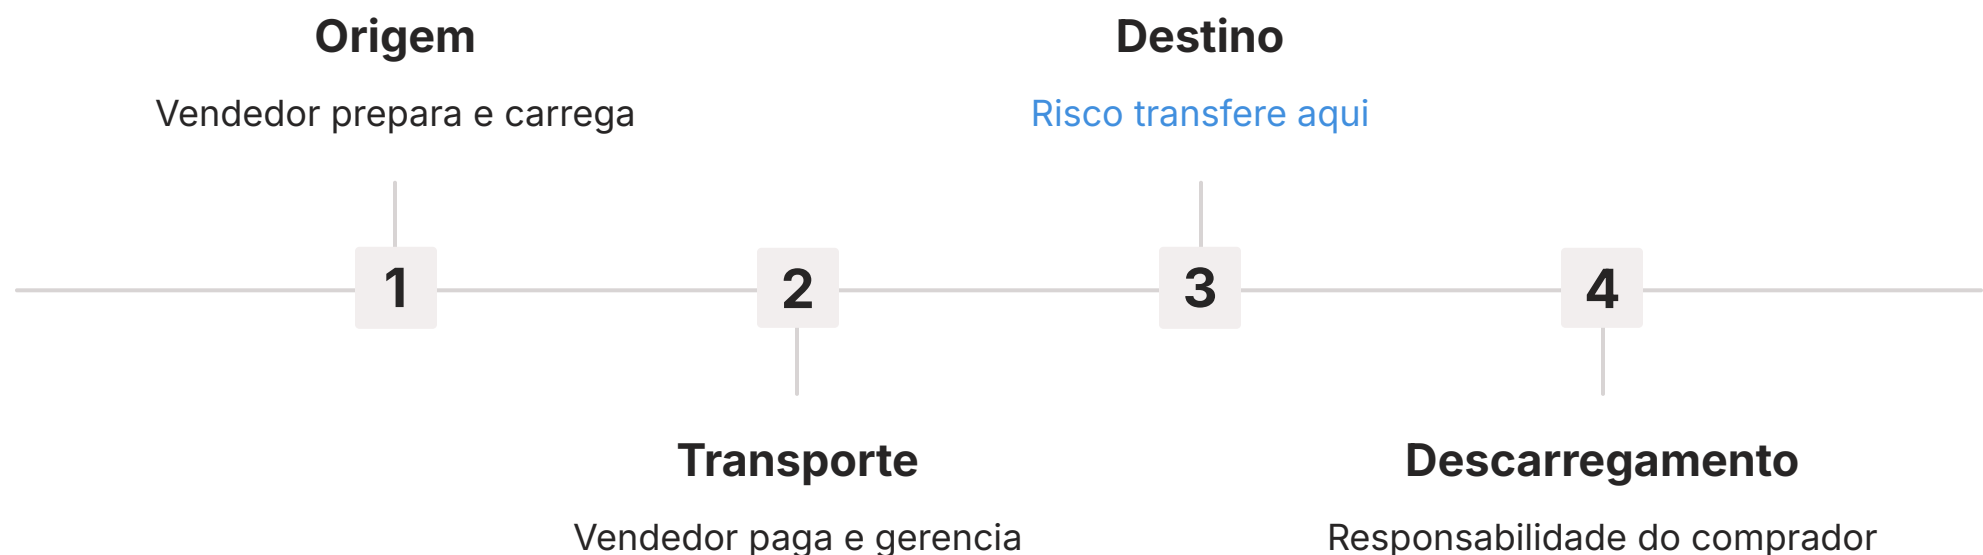 Origem
Vendedor prepara e carrega
Destino
Risco transfere aqui
1
2
3
4
Transporte
Vendedor paga e gerencia
Descarregamento
Responsabilidade do comprador